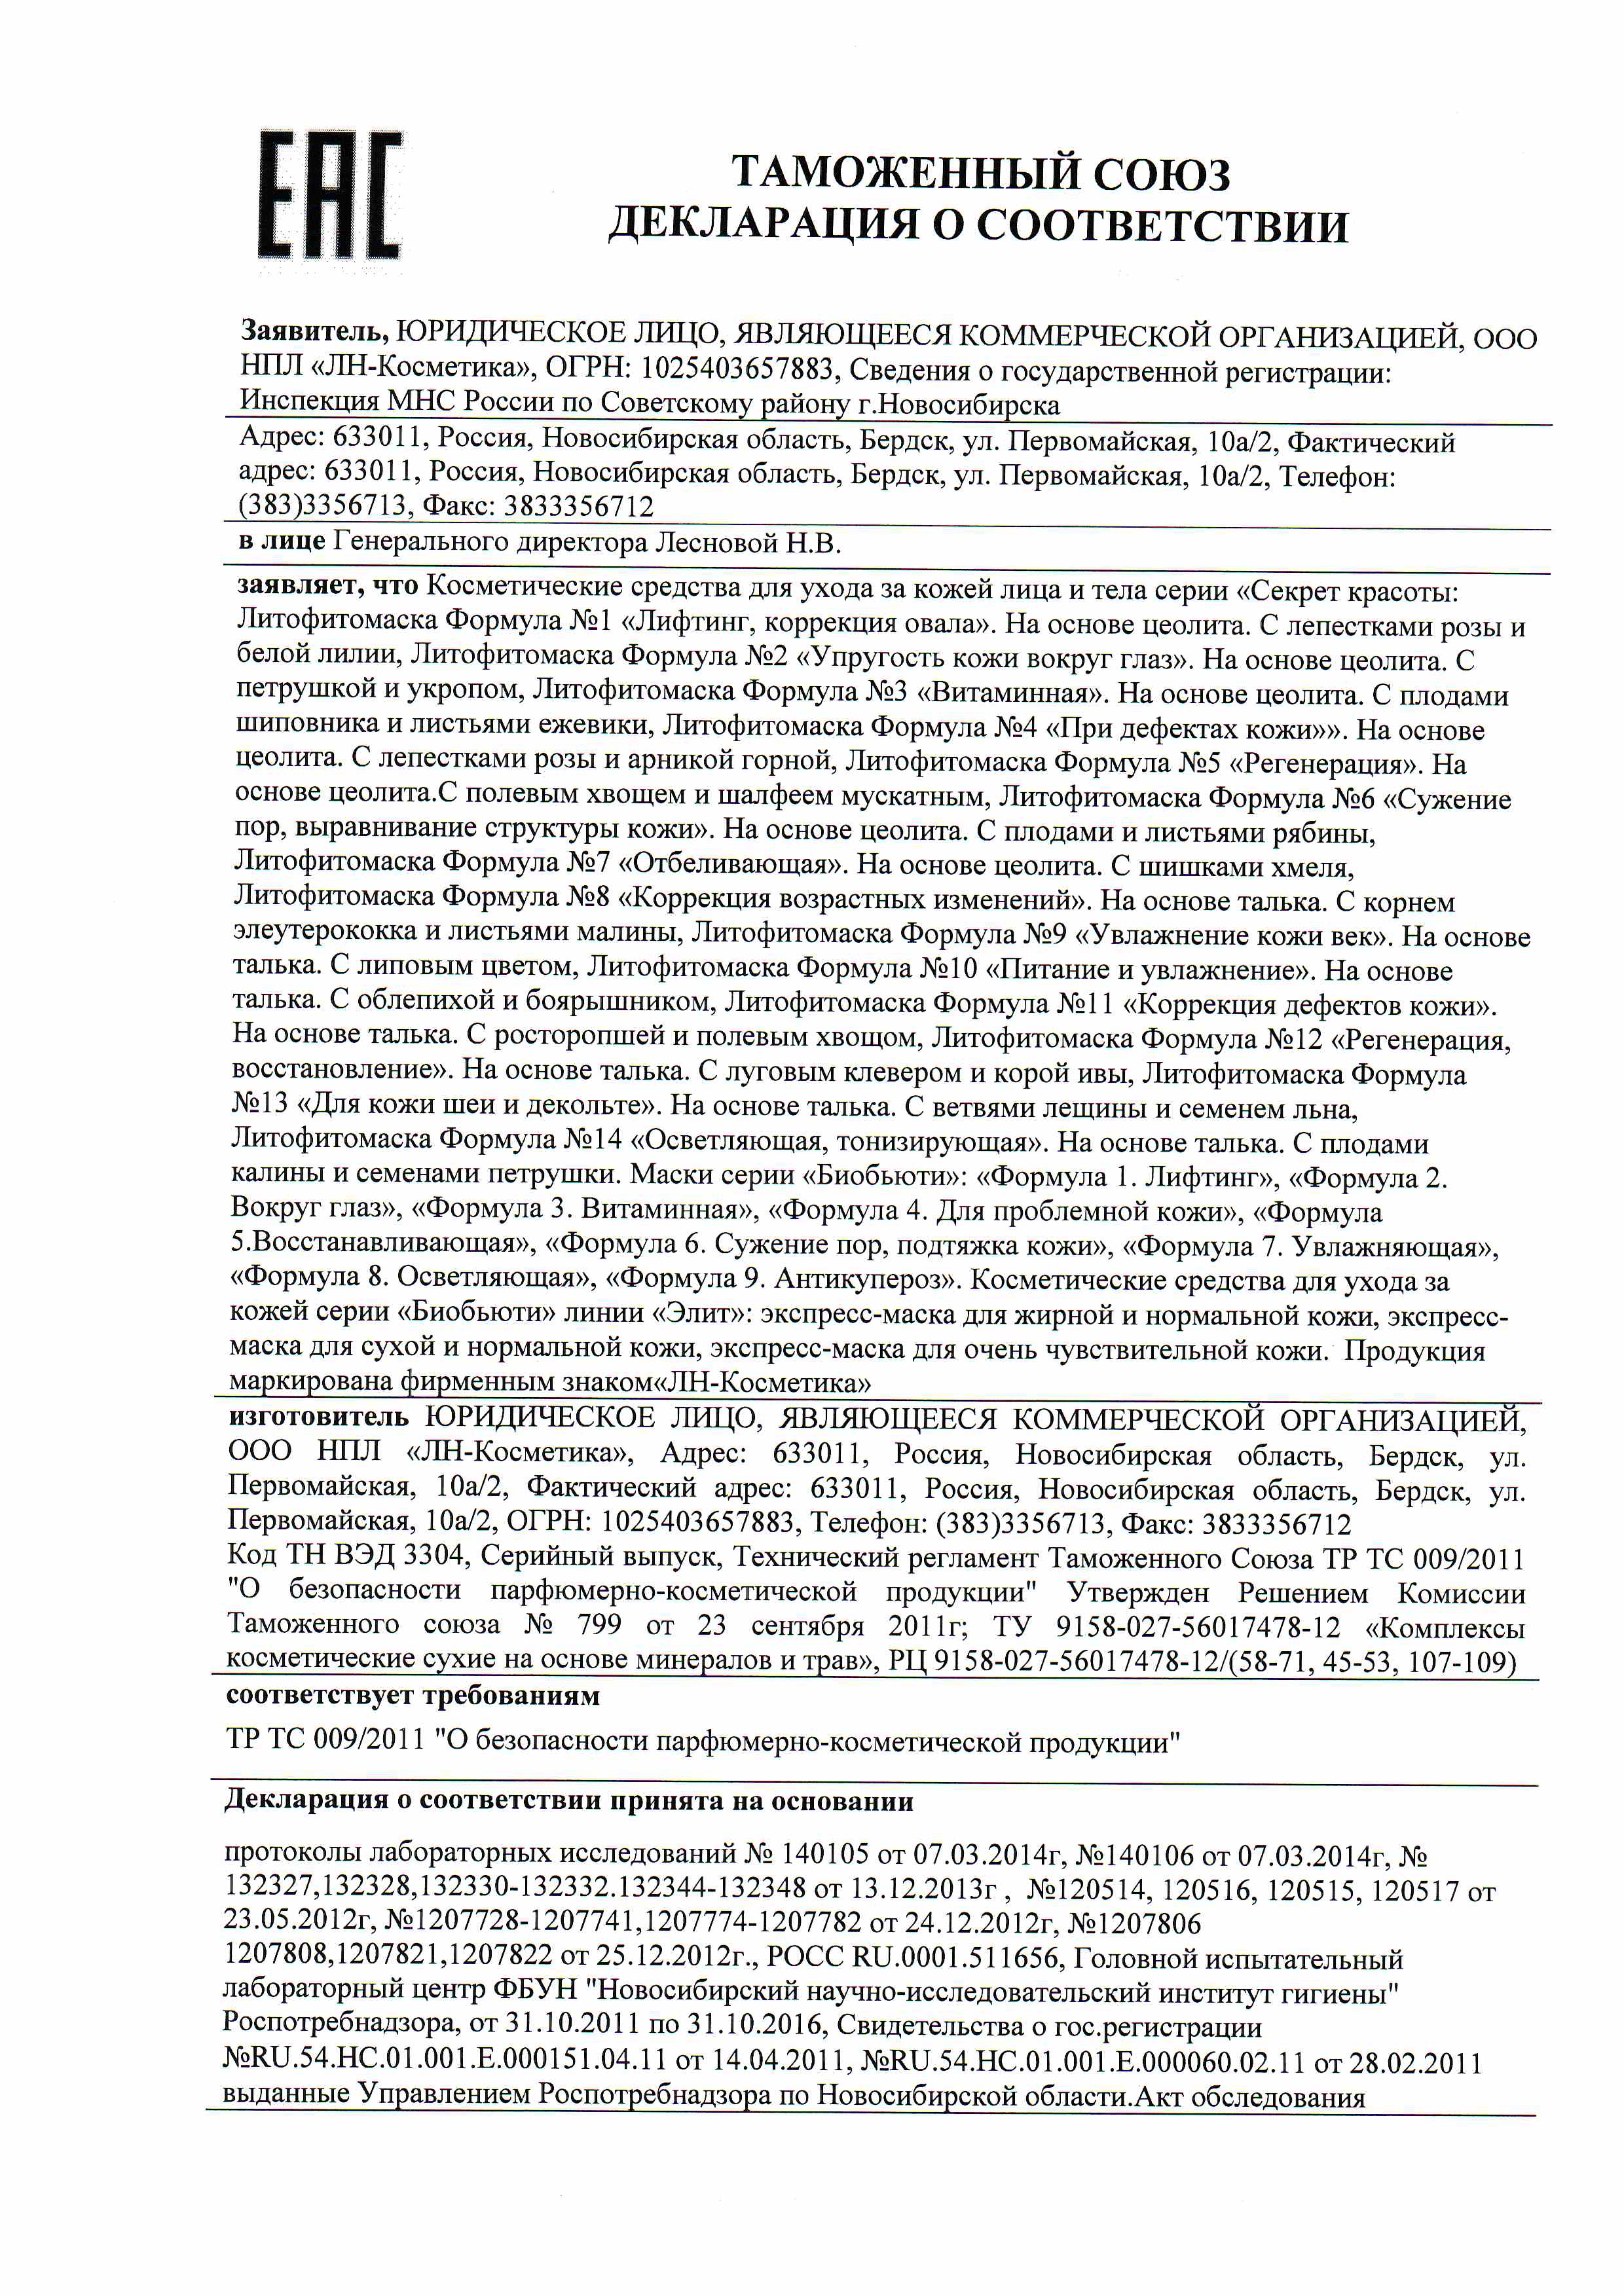 ЕАС
ТАМОЖЕННЫЙ СОЮЗ
ДЕКЛАРАЦИЯ О СООТВЕТСТВИИ
Заявитель, ЮРИДИЧЕСКОЕ ЛИЦО, ЯВЛЯЮЩЕЕСЯ КОММЕРЧЕСКОЙ ОРГАНИЗАЦИЕЙ, ООО
НПЛ «ЛН-Косметика», ОГРН: 1025403657883, Сведения о государственной регистрации:
Инспекция МНС России по Советскому району г.Новосибирска
Адрес: 633011, Россия, Новосибирская область, Бердск, ул. Первомайская, 10а/2, Фактический
адрес: 633011, Россия, Новосибирская область, Бердск, ул. Первомайская, 10а/2, Телефон:
(383)3356713, Факс: 3833356712
в лице Генерального директора Лесновой Н.В.
заявляет, что Косметические средства для ухода за кожей лица и тела серии «Секрет красоты:
Литофитомаска Формула №1 «Лифтинг, коррекция овала». На основе цеолита. С лепестками розы и
белой лилии, Литофитомаска Формула №2 «Упругость кожи вокруг глаз». На основе цеолита. С
петрушкой и укропом, Литофитомаска Формула №3 «Витаминная». На основе цеолита. С плодами
шиповника и листьями ежевики, Литофитомаска Формула №4 «При дефектах кожи»». На основе
цеолита. С лепестками розы и арникой горной, Литофитомаска Формула №5 «Регенерация». На
основе цеолита.С полевым хвощем и шалфеем мускатным, Литофитомаска Формула №6 «Сужение
пор, выравнивание структуры кожи». На основе цеолита. С плодами и листьями рябины,
Литофитомаска Формула №7 «Отбеливающая». На основе цеолита. С шишками хмеля,
Литофитомаска Формула №8 «Коррекция возрастных изменений». На основе талька. С корнем
элеутерококка и листьями малины, Литофитомаска Формула №9 «Увлажнение кожи век». На основе
талька. С липовым цветом, Литофитомаска Формула №10 «Питание и увлажнение». На основе
талька. С облепихой и боярышником, Литофитомаска Формула №11 «Коррекция дефектов кожи».
На основе талька. С росторопшей и полевым хвощом, Литофитомаска Формула №12 «Регенерация,
восстановление». На основе талька. С луговым клевером и корой ивы, Литофитомаска Формула
№13 «Для кожи шеи и декольте». На основе талька. С ветвями лещины и семенем льна,
Литофитомаска Формула №14 «Осветляющая, тонизирующая». На основе талька. С плодами
калины и семенами петрушки. Маски серии «Биобьюти»: «Формула 1. Лифтинг», «Формула 2.
Вокруг глаз», «Формула 3. Витаминная», «Формула 4. Для проблемной кожи», «Формула
5.Восстанавливающая», «Формула 6. Сужение пор, подтяжка кожи», «Формула 7. Увлажняющая»,
«Формула 8. Осветляющая», «Формула 9. Антикупероз». Косметические средства для ухода за
кожей серии «Биобьюти» линии «Элит»: экспресс-маска для жирной и нормальной кожи, экспресс-
маска для сухой и нормальной кожи, экспресс-маска для очень чувствительной кожи. Продукция
маркирована фирменным знаком«ЛН-Косметика»
изготовитель ЮРИДИЧЕСКОЕ ЛИЦО, ЯВЛЯЮЩЕЕСЯ КОММЕРЧЕСКОЙ ОРГАНИЗАЦИЕЙ,
ООО НПЛ «ЛН-Косметика», Адрес: 633011, Россия, Новосибирская область, Бердск, ул.
Первомайская, 10а/2, Фактический адрес: 633011, Россия, Новосибирская область, Бердск, ул.
Первомайская, 10а/2, ОГРН: 1025403657883, Телефон: (383)3356713, Факс: 3833356712
Код ТН ВЭД 3304, Серийный выпуск, Технический регламент Таможенного Союза ТР ТС 009/2011
"О безопасности парфюмерно-косметической продукции" Утвержден Решением Комиссии
Таможенного союза № 799 от 23 сентября 2011г; ТУ 9158-027-56017478-12 «Комплексы
косметические сухие на основе минералов и трав», РЦ 9158-027-56017478-12/(58-71, 45-53, 107-109)
соответствует требованиям
ТР ТС 009/2011 "О безопасности парфюмерно-косметической продукции"
Декларация о соответствии принята на основании
протоколы лабораторных исследований № 140105 от 07.03.2014г, №140106 от 07.03.2014г, №
132327,132328,132330-132332.132344-132348 от 13.12.2013г , №120514, 120516, 120515, 120517 от
23.05.2012г, №1207728-1207741,1207774-1207782 от 24.12.2012г, №1207806
1207808,1207821,1207822 от 25.12.2012г., РОСС RU.0001.511656, Головной испытательный
лабораторный центр ФБУН "Новосибирский научно-исследовательский институт гигиены"
Роспотребнадзора, от 31.10.2011 по 31.10.2016, Свидетельства о гос.регистрации
№RU.54.НС.01.001.Е.000151.04.11 от 14.04.2011, №RU.54.НС.01.001.Е.000060.02.11 от 28.02.2011
выданные Управлением Роспотребнадзора по Новосибирской области.Акт обследования